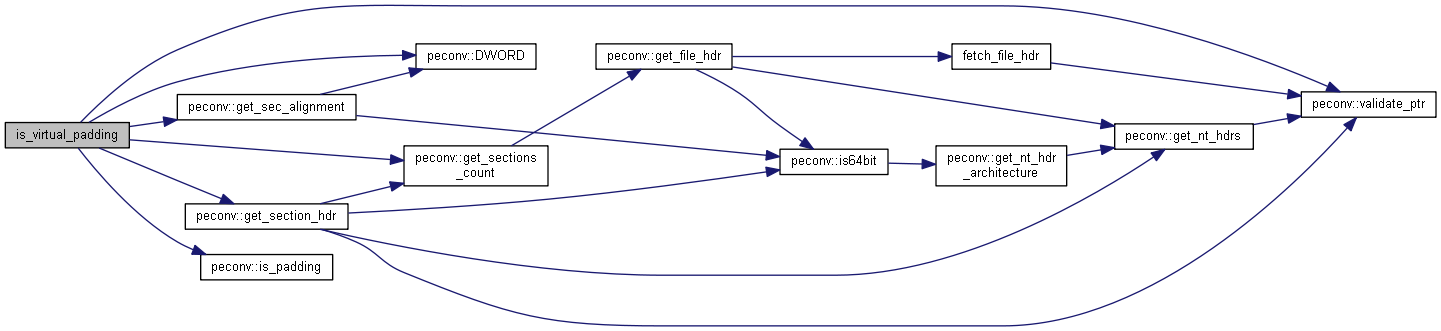 is_virtual_padding
peconv::DWORD
peconv::get_sec_alignment
peconv::get_sections
_count
peconv::get_section_hdr
peconv::is_padding
peconv::get_file_hdr
peconv::is64bit
fetch_file_hdr
peconv::get_nt_hdr
_architecture
peconv::get_nt_hdrs
peconv::validate_ptr